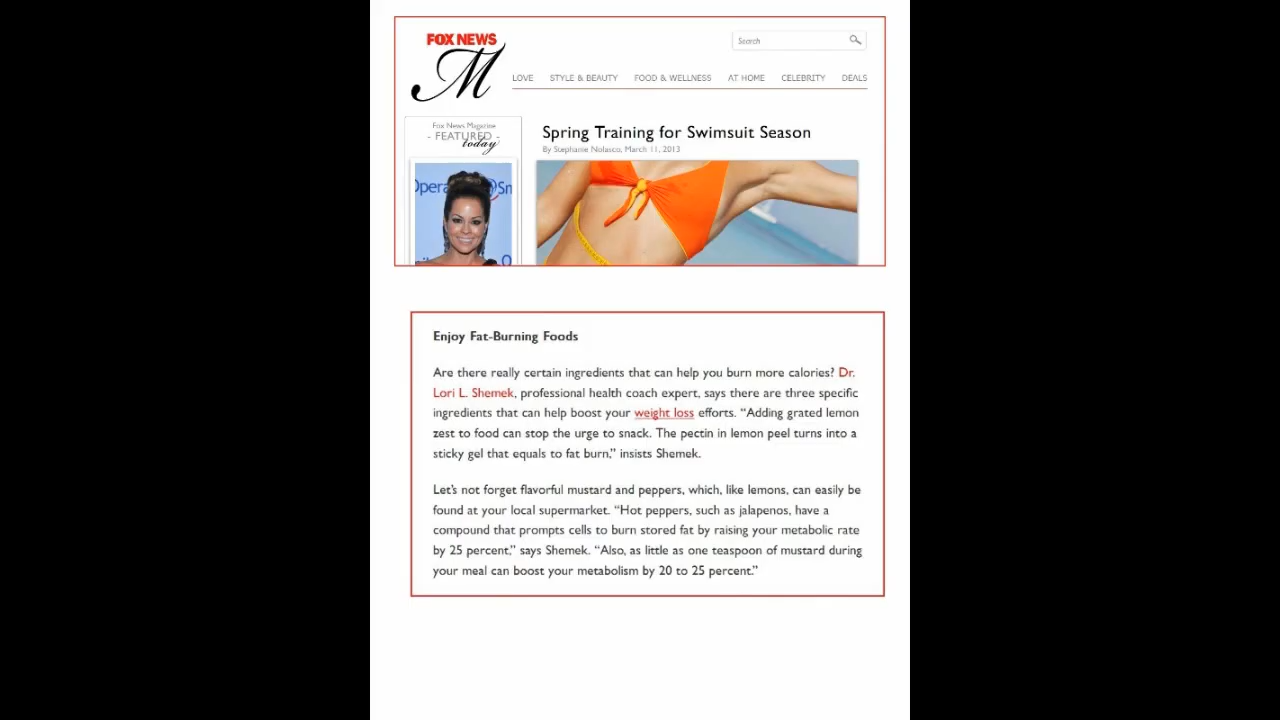 FOX NEWS
M
Search
LOVE STYLE & BEAUTY FOOD & WELLNESS AT HOME CELEBRITY DEALS
Fox News Magazine
- FEATURED -
today
Opera
Sm
Spring Training for Swimsuit Season
By Stephanie Nolasco, March 11, 2013
Enjoy Fat-Burning Foods
Are there really certain ingredients that can help you burn more calories? Dr.
Lori L. Shemek, professional health coach expert, says there are three specific
ingredients that can help boost your weight loss efforts. “Adding grated lemon
zest to food can stop the urge to snack. The pectin in lemon peel turns into a
sticky gel that equals to fat burn,” insists Shemek.
Let’s not forget flavorful mustard and peppers, which, like lemons, can easily be
found at your local supermarket. “Hot peppers, such as jalapenos, have a
compound that prompts cells to burn stored fat by raising your metabolic rate
by 25 percent,” says Shemek. “Also, as little as one teaspoon of mustard during
your meal can boost your metabolism by 20 to 25 percent.”